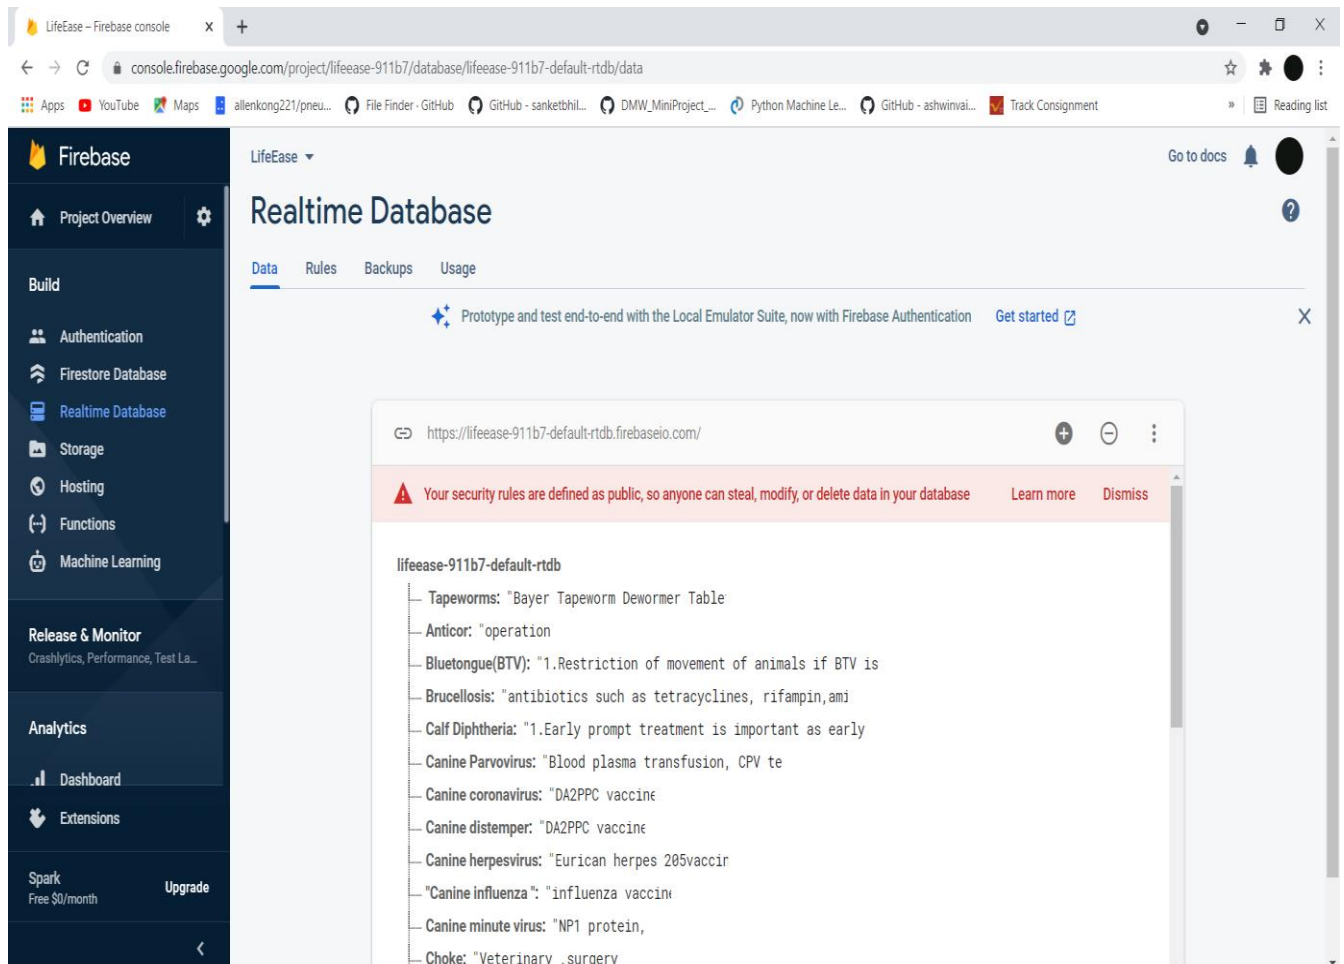 LifeEase – Firebase console X +
console.firebase.google.com/project/lifeease-911b7/database/lifeease-911b7-default-rtdb/data
Apps YouTube Maps allenkong221/pneu... File Finder · GitHub GitHub - sanketbhil... DMW_MiniProject_... Python Machine Le... GitHub - ashwinvai... Track Consignment » Reading list
Firebase
LifeEase
Go to docs
Project Overview
Realtime Database
Data Rules Backups Usage
Build
Prototype and test end-to-end with the Local Emulator Suite, now with Firebase Authentication Get started
Authentication
Firestore Database
Realtime Database
Storage
Hosting
Functions
Machine Learning
Release & Monitor
Crashlytics, Performance, Test La...
Analytics
Dashboard
Extensions
Spark
Free $0/month
Upgrade
https://lifeease-911b7-default-rtdb.firebaseio.com/
Your security rules are defined as public, so anyone can steal, modify, or delete data in your database Learn more Dismiss
lifeease-911b7-default-rtdb
Tapeworms: "Bayer Tapeworm Dewormer Table
Anticor: "operation
Bluetongue(BTV): "1.Restriction of movement of animals if BTV is
Brucellosis: "antibiotics such as tetracyclines, rifampin,ami
Calf Diphtheria: "1.Early prompt treatment is important as early
Canine Parvovirus: "Blood plasma transfusion, CPV te
Canine coronavirus: "DA2PPC vaccine
Canine distemper: "DA2PPC vaccine
Canine herpesvirus: "Eurican herpes 205vaccin
"Canine influenza ": "influenza vaccine
Canine minute virus: "NP1 protein,
Choke: "Veterinary ,surgery